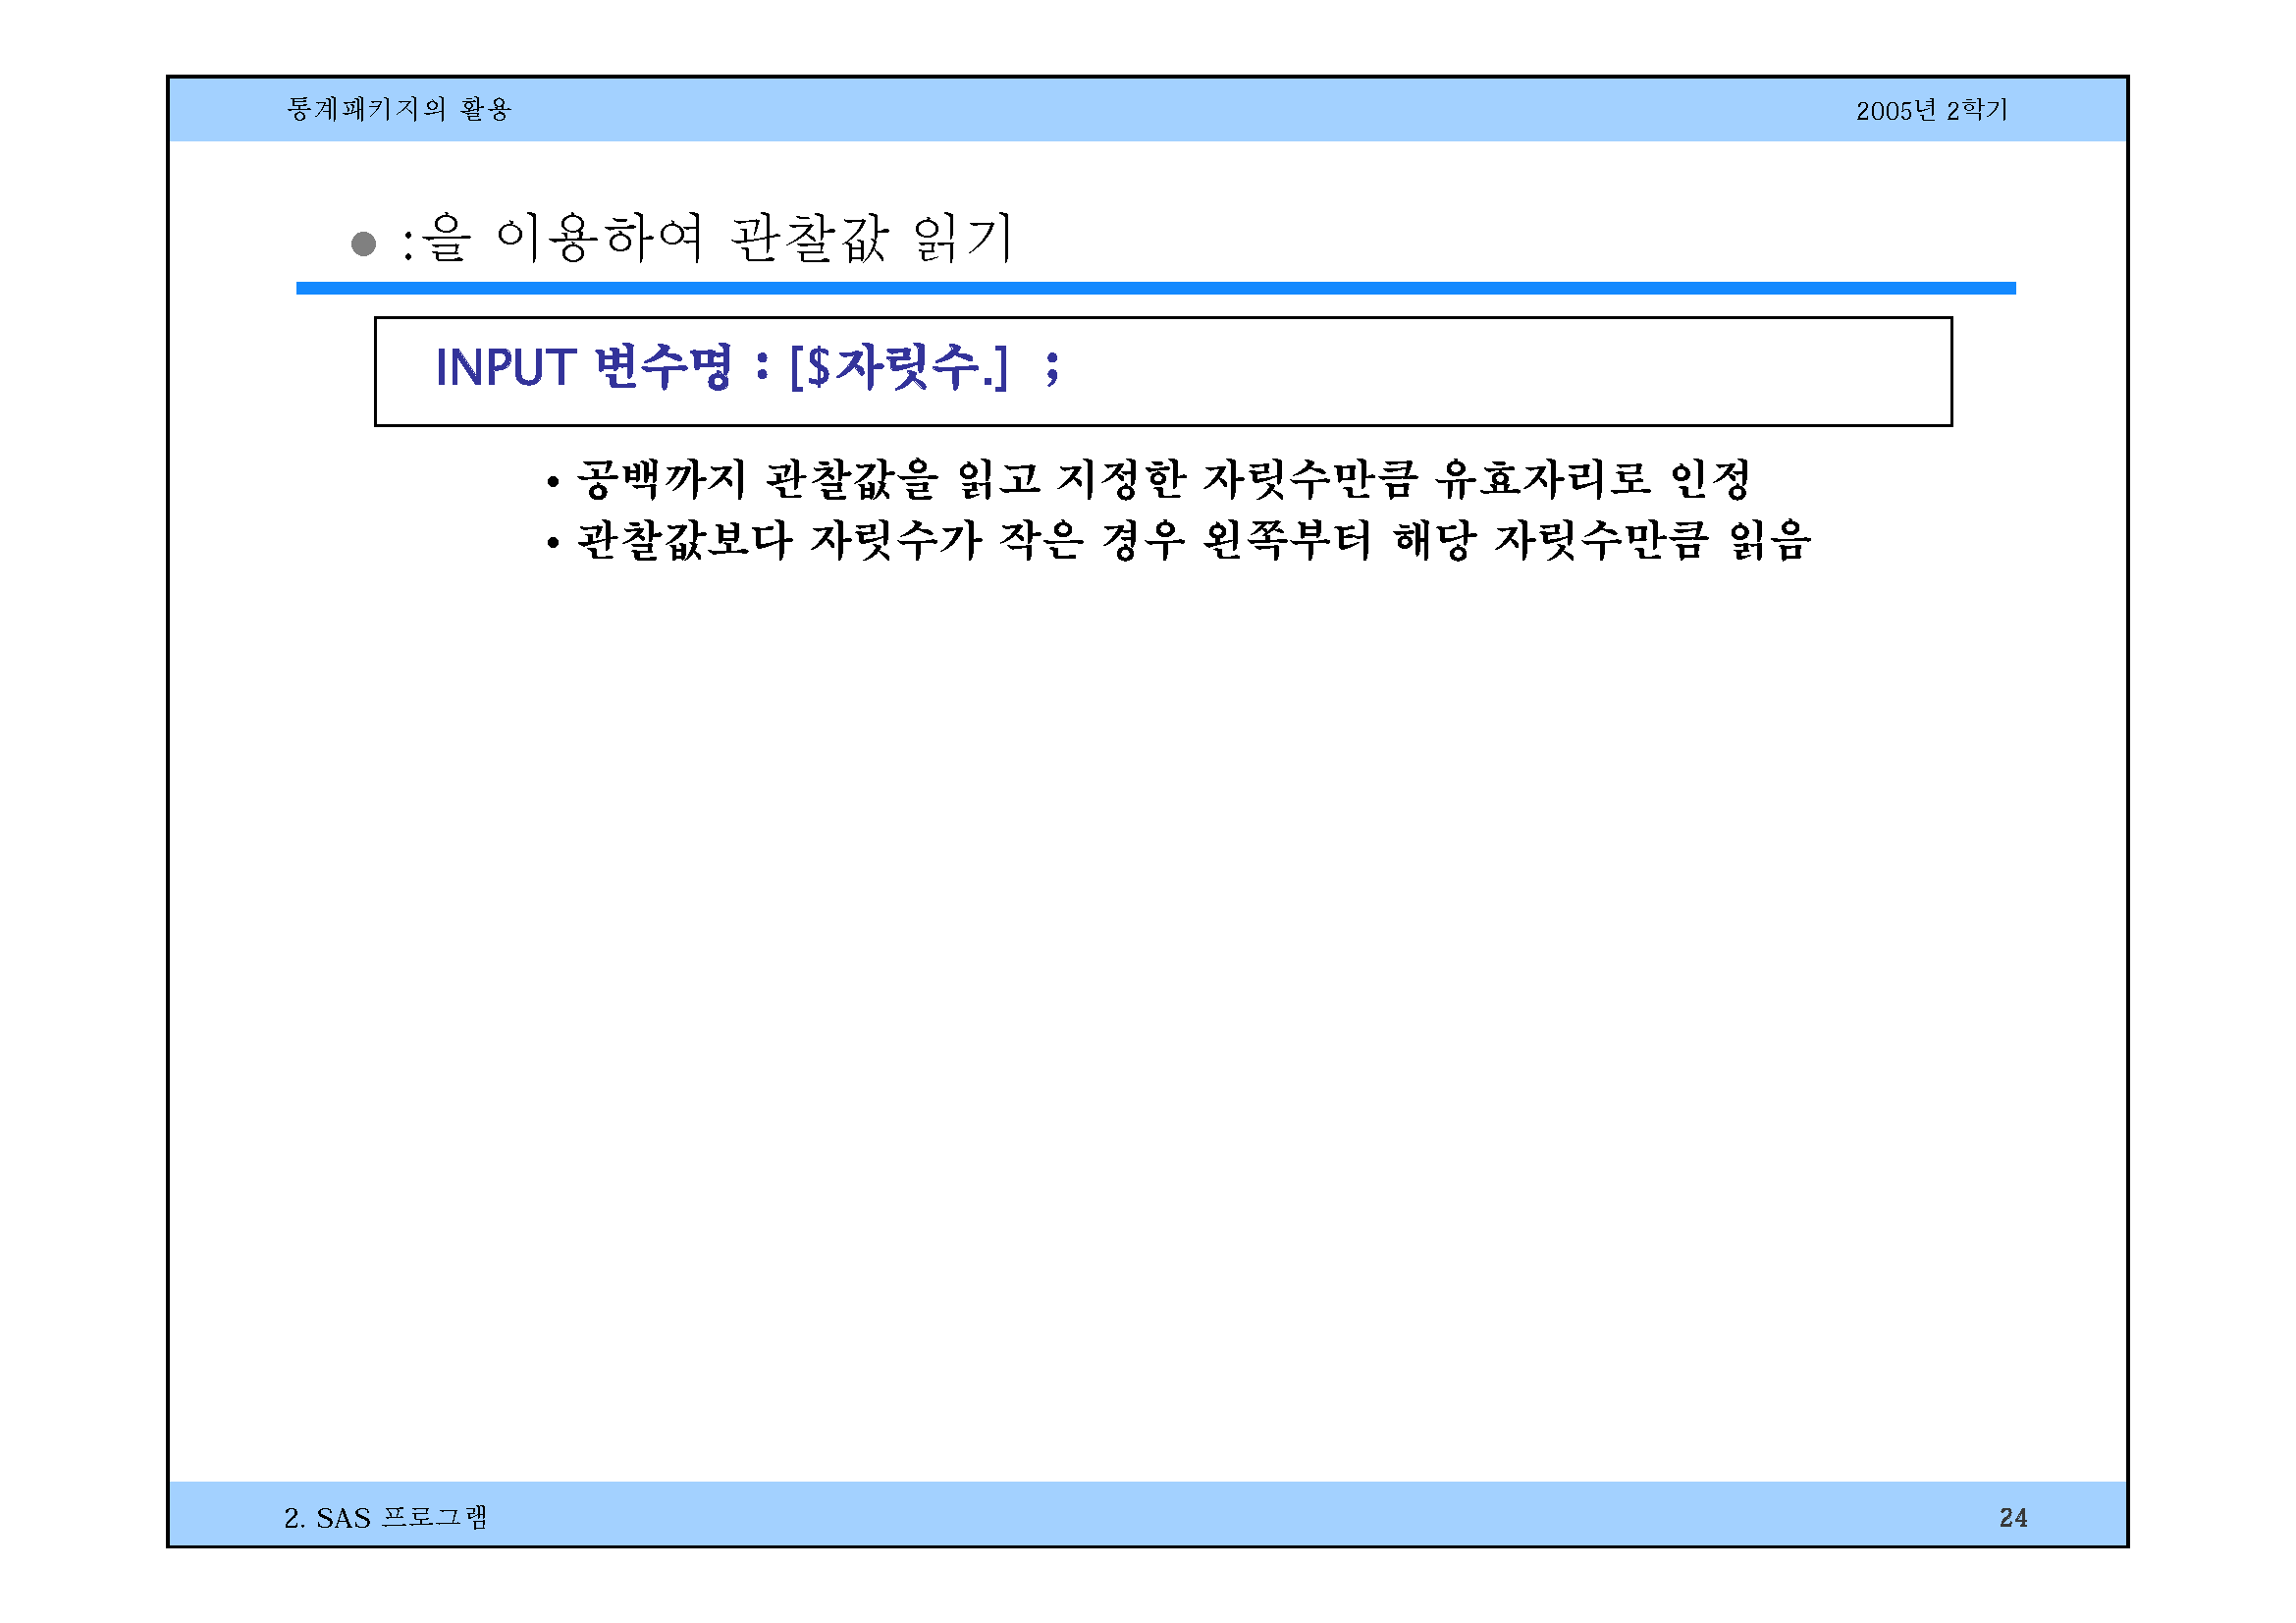 통계패키지의 활용
2005년 2학기
:을 이용하여 관찰값 읽기
INPUT 변수명 : [$자릿수.] ;
• 공백까지 관찰값을 읽고 지정한 자릿수만큼 유효자리로 인정
• 관찰값보다 자릿수가 작은 경우 왼쪽부터 해당 자릿수만큼 읽음
2. SAS 프로그램
24